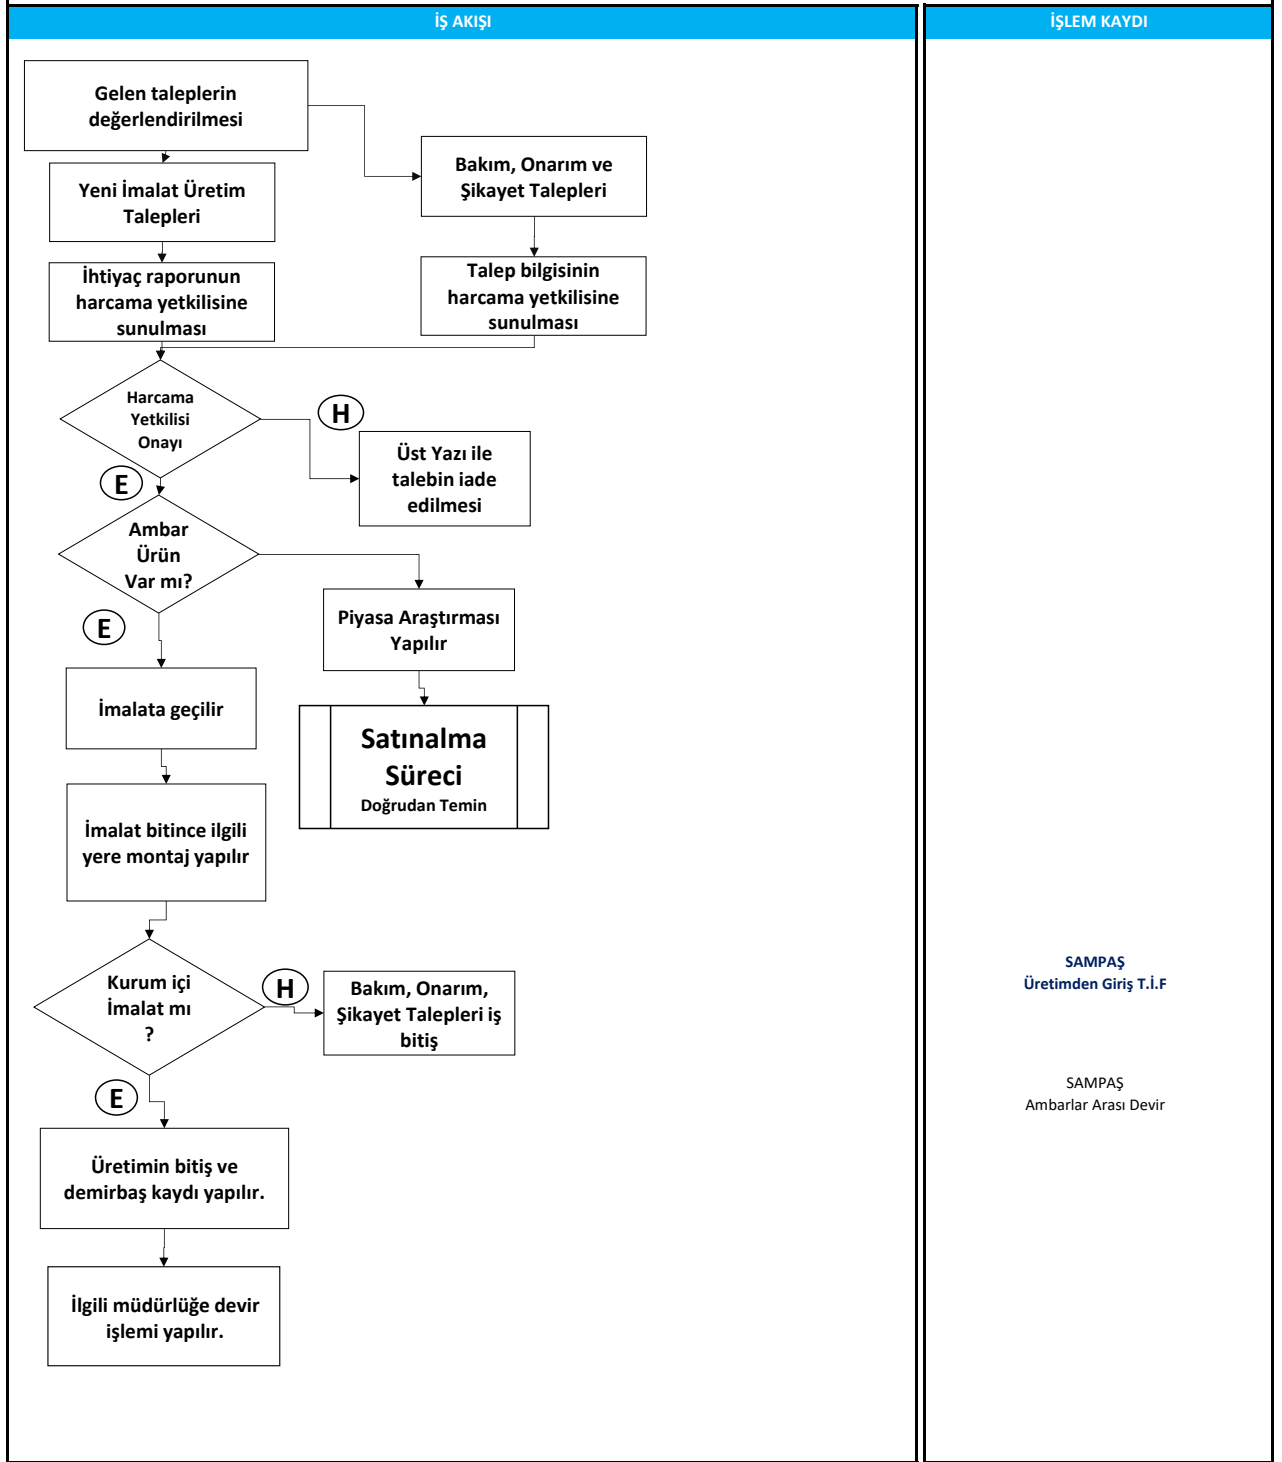 İŞ AKIŞI
İŞLEM KAYDI
Gelen taleplerin
değerlendirilmesi
Bakım, Onarım ve
Şikayet Talepleri
Yeni İmalat Üretim
Talepleri
İhtiyaç raporunun
harcama yetkilisine
sunulması
Talep bilgisinin
harcama yetkilisine
sunulması
Harcama
Yetkilisi
Onayı
H
Üst Yazı ile
talebin iade
edilmesi
E
Ambar
Ürün
Var mı?
Piyasa Araştırması
Yapılır
E
İmalata geçilir
Satınalma
Süreci
Doğrudan Temin
İmalat bitince ilgili
yere montaj yapılır
Kurum içi
İmalat mı
?
H
Bakım, Onarım,
Şikayet Talepleri iş
bitiş
SAMPAŞ
Üretimden Giriş T.İ.F
E
SAMPAŞ
Ambarlar Arası Devir
Üretimin bitiş ve
demirbaş kaydı yapılır.
İlgili müdürlüğe devir
işlemi yapılır.